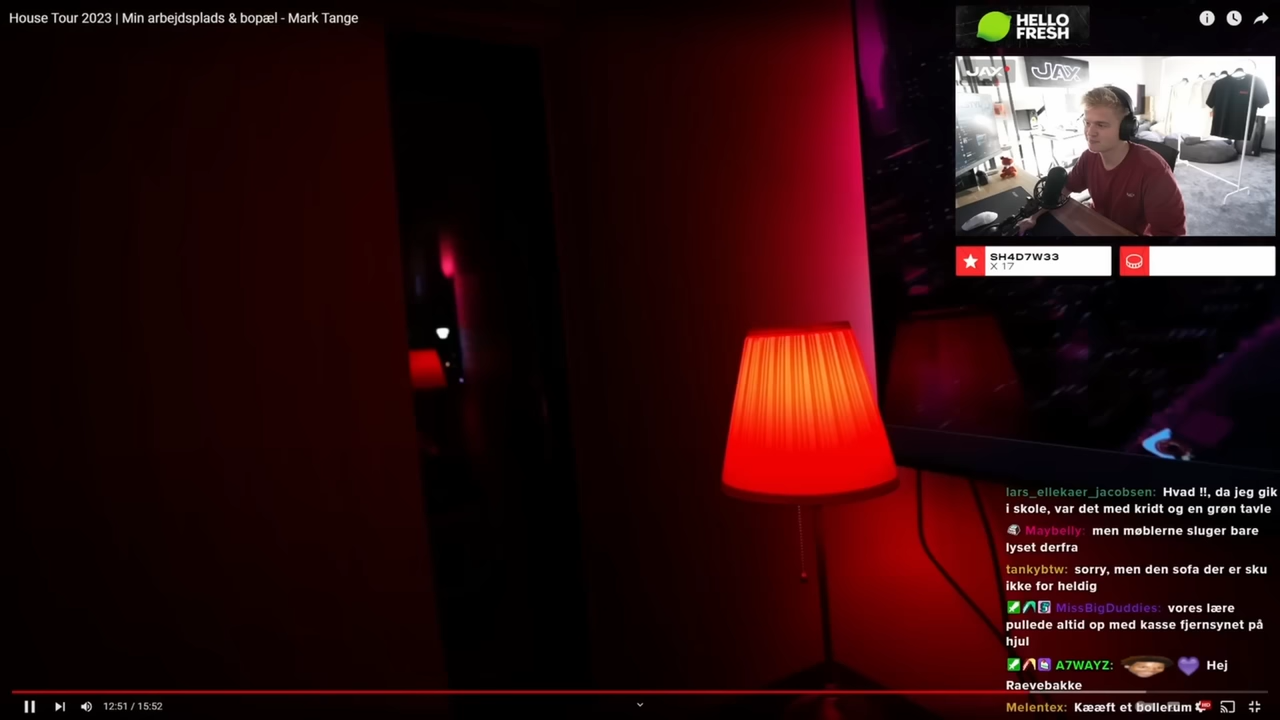 House Tour 2023 | Min arbejdsplads & bopæl - Mark Tange
HELLO
FRESH
JAX
JAX
SH4D7W33
X 17
lars_ellekaer_jacobsen: Hvad !!, da jeg gik
i skole, var det med kridt og en grøn tavle
Maybelly: men møblerne sluger bare
lyset derfra
tankybtw: sorry, men den sofa der er sku
ikke for heldig
MissBigDuddies: vores lære
pullede altid op med kasse fjernsynet på
hjul
A7WAYZ: Hej
Raevebakke
Melentex: Kææft et bollerum
12:51 / 15:52
HD